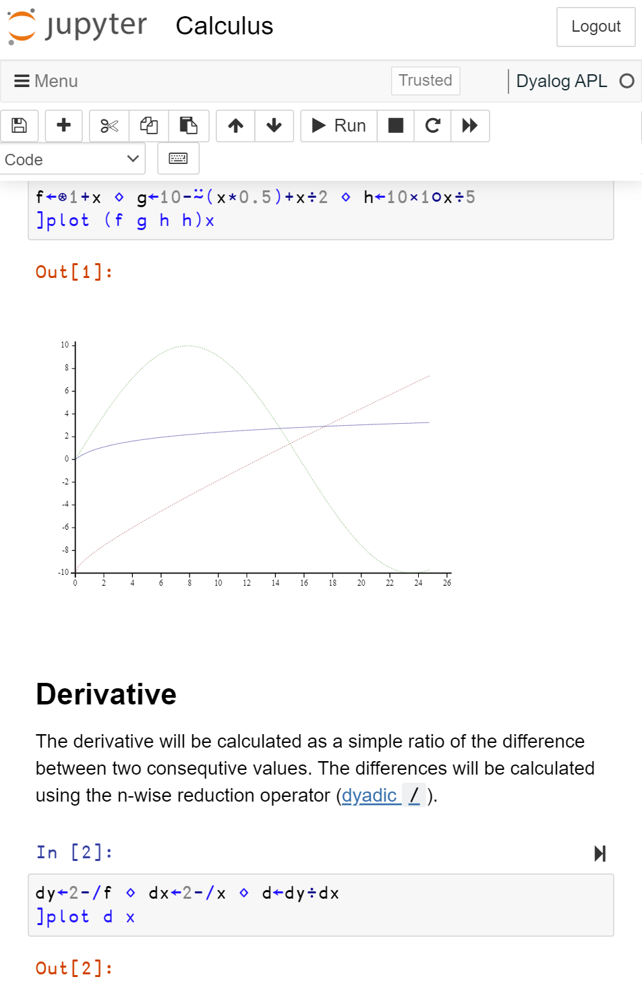 jupyter Calculus Logout
Menu Trusted Dyalog APL
Run
Code
f←⍟1+x ⋄ g←10-⍨(x*0.5)+x÷2 ⋄ h←10×1○x÷5
]plot (f g h h)x
Out[1]:
10
8
6
4
2
0
-2
-4
-6
-8
-10
0 2 4 6 8 10 12 14 16 18 20 22 24 26
Derivative
The derivative will be calculated as a simple ratio of the difference
between two consequtive values. The differences will be calculated
using the n-wise reduction operator (dyadic / ).
In [2]:
dy←2-/f ⋄ dx←2-/x ⋄ d←dy÷dx
]plot d x
Out[2]: